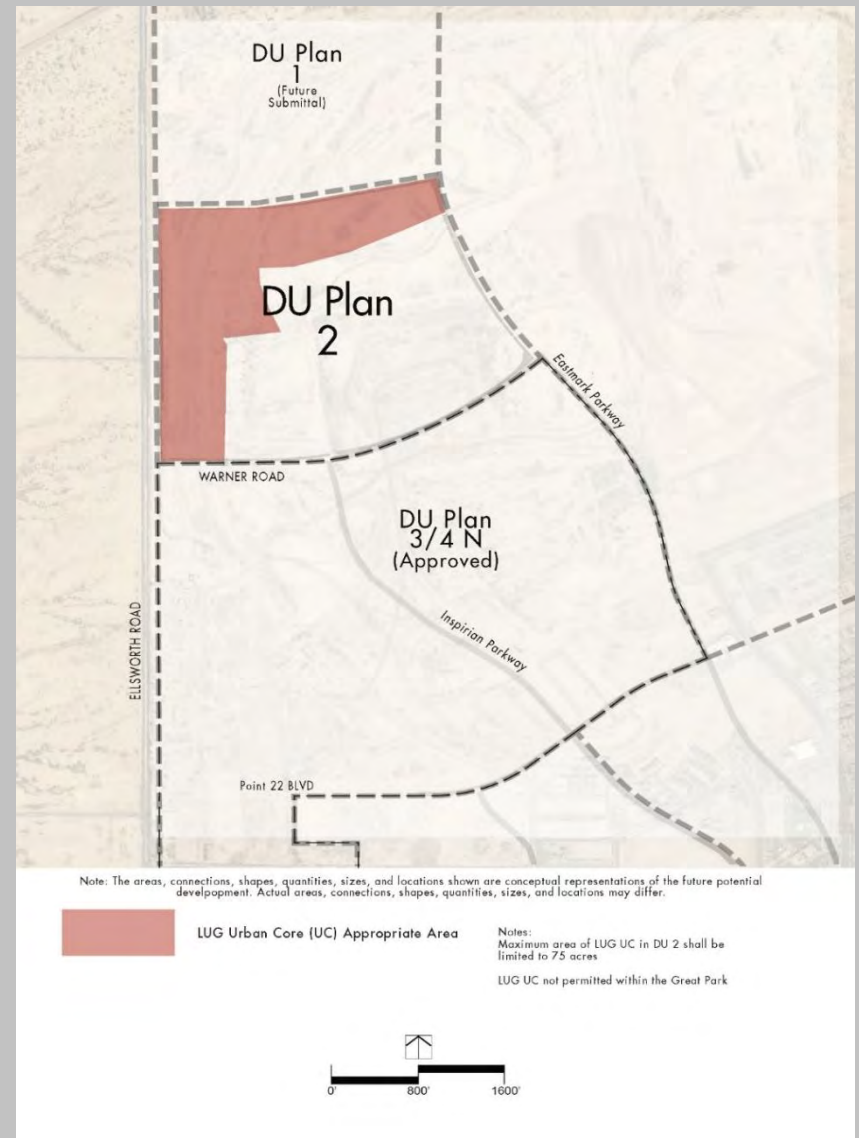 DU Plan
1
(Future
Submittal)
DU Plan
2
Eastmark Parkway
WARNER ROAD
DU Plan
3/4 N
(Approved)
ELLSWORTH ROAD
Inspirian Parkway
Point 22 BLVD
Note: The areas, connections, shapes, quantities, sizes, and locations shown are conceptual representations of the future potential
develpopment. Actual areas, connections, shapes, quantities, sizes, and locations may differ.
LUG Urban Core (UC) Appropriate Area
Notes:
Maximum area of LUG UC in DU 2 shall be
limited to 75 acres
LUG UC not permitted within the Great Park
0' 800' 1600'